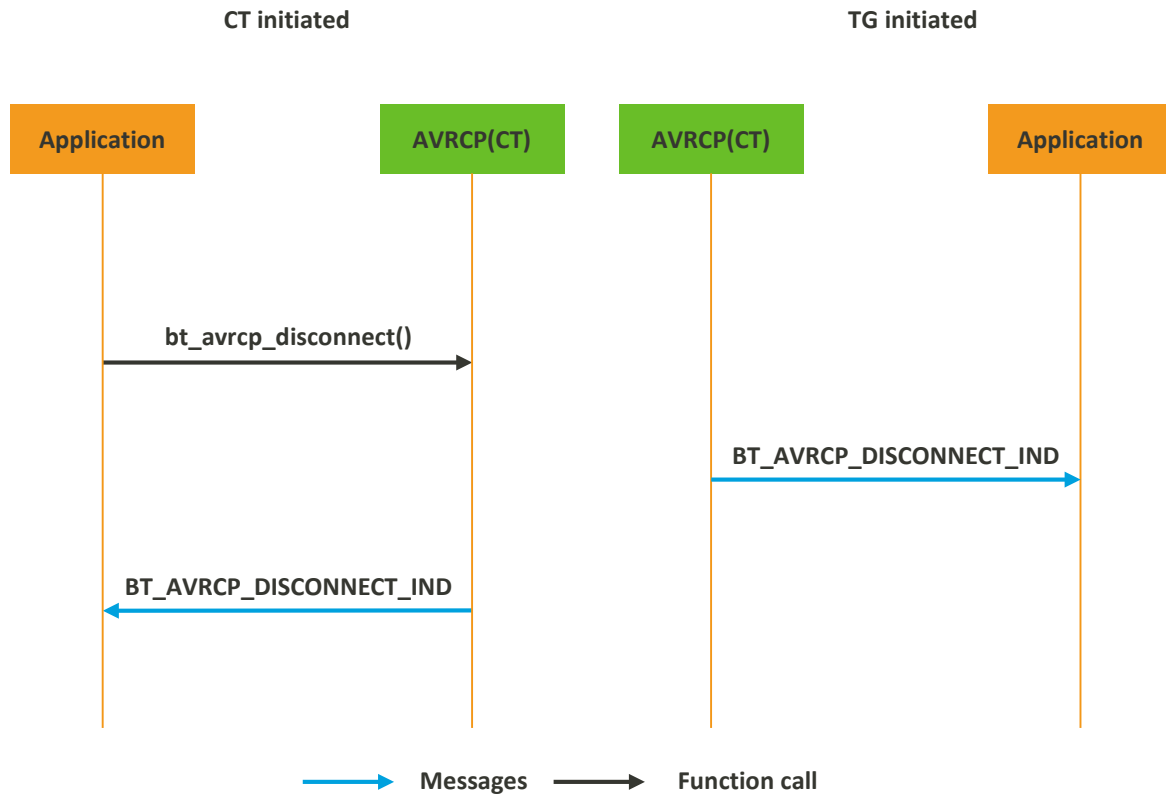 CT initiated
TG initiated
Application
AVRCP(CT)
AVRCP(CT)
Application
bt_avrcp_disconnect()
BT_AVRCP_DISCONNECT_IND
BT_AVRCP_DISCONNECT_IND
Messages
Function call